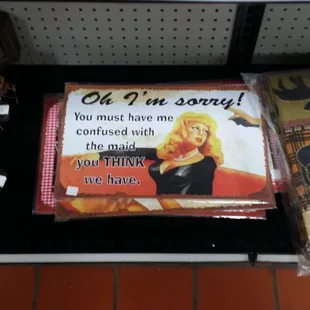 Oh I'm sorry!
You must have me
confused with
the maid
you THINK
we have.